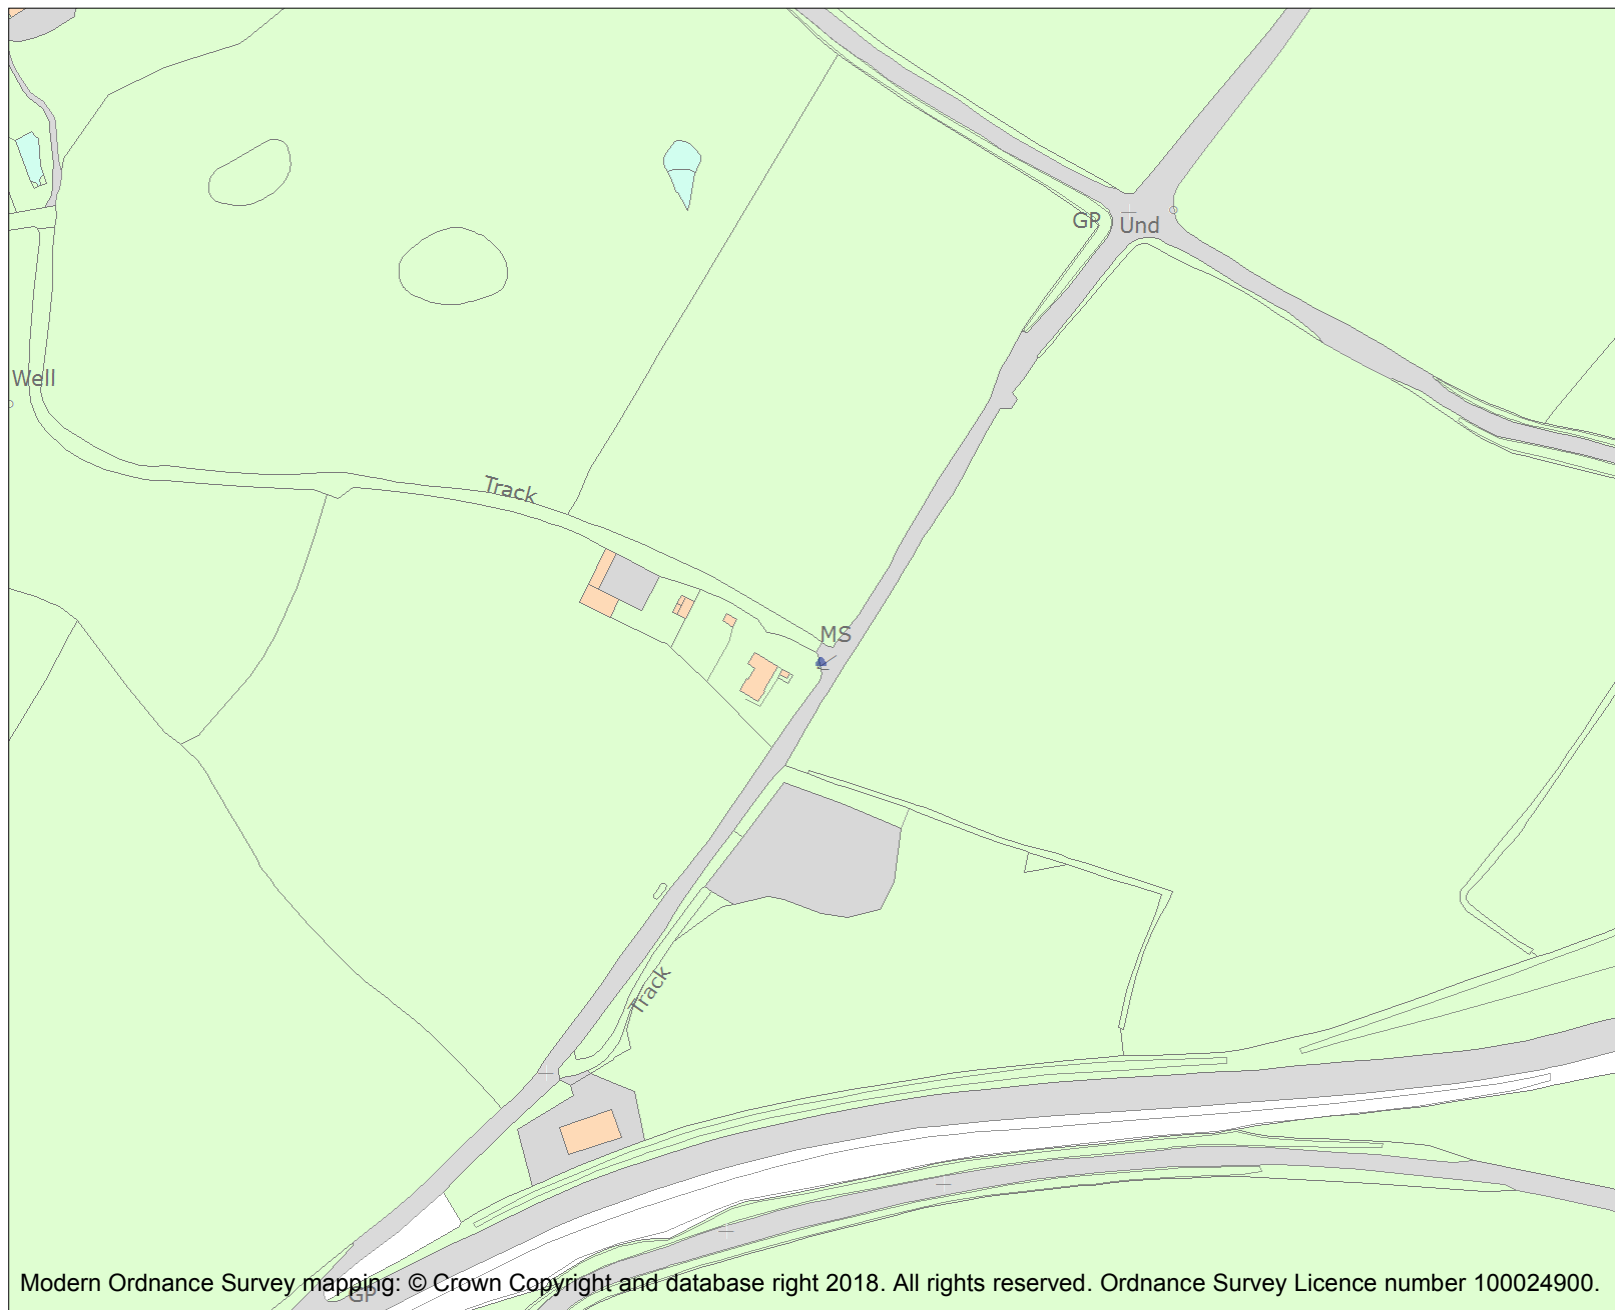 GP
Und
Well
Track
MS
Track
Modern Ordnance Survey mapping: © Crown Copyright and database right 2018. All rights reserved. Ordnance Survey Licence number 100024900.
GP